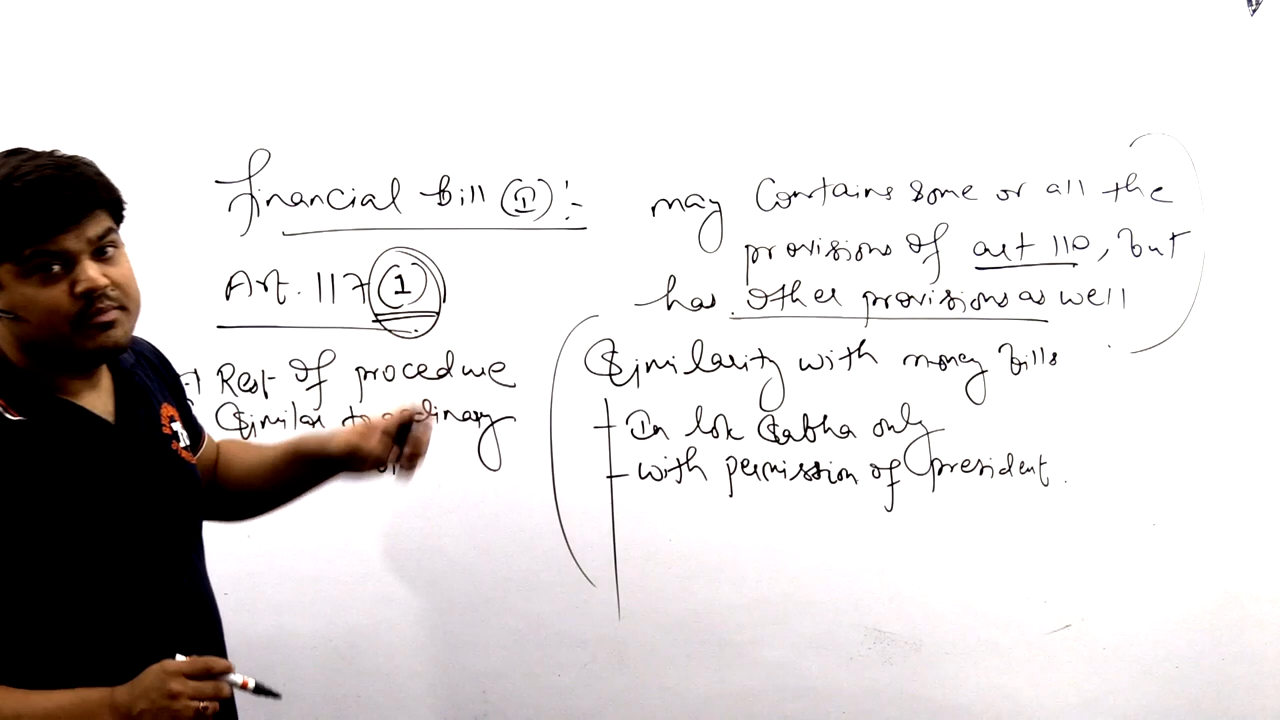 Financial Bill (I) :-
Art. 117 (1)
→ Rest of procedure
Similar to ordinary
may Contains some or all the
provisions of art 110, but
has other provisions as well
Similarity with money bills
- In lok Sabha only
- with permission of president.